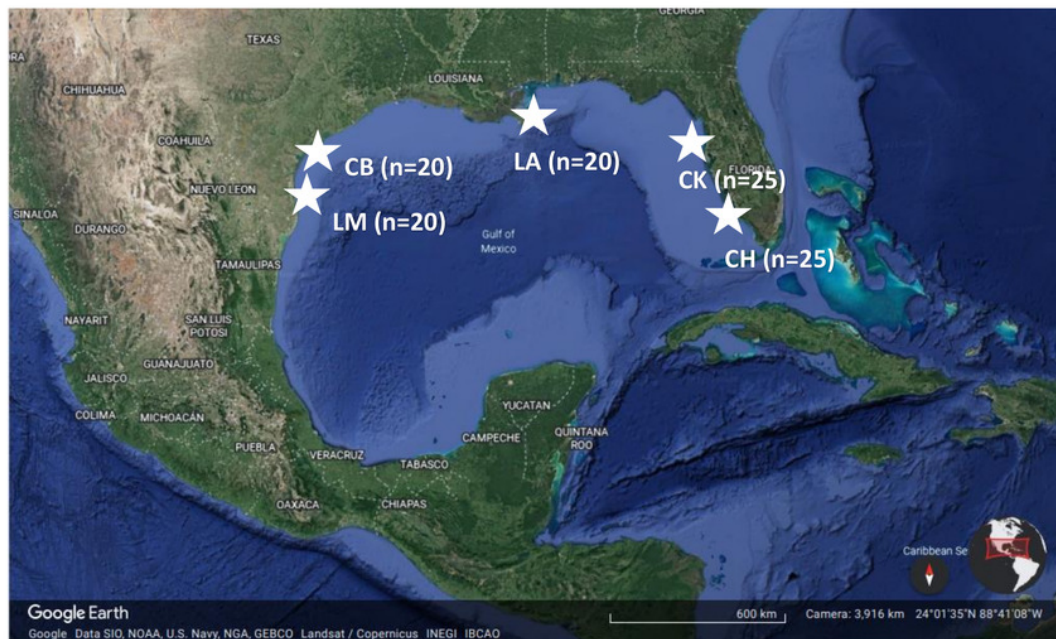 GEORGIA
TEXAS
ORA
LOUISIANA
CHIHUAHUA
COAHUILA
CB (n=20)
LA (n=20)
FLORIDA
CK (n=25)
NUEVO LEON
SINALOA
LM (n=20)
DURANGO
Gulf of
Mexico
CH (n=25)
TAMAULIPAS
SAN LUIS
POTOSI
NAYARIT
GUANAJUATO
JALISCO
YUCATAN
COLIMA
MICHOACÁN
CAMPECHE
QUINTANA
ROO
PUEBLA
VERACRUZ
TABASCO
OAXACA
CHIAPAS
Caribbean Se
Google Earth
600 km
Camera: 3,916 km 24°01'35"N 88°41'08"W
Google Data SIO, NOAA, U.S. Navy, NGA, GEBCO Landsat / Copernicus INEGI IBCAO